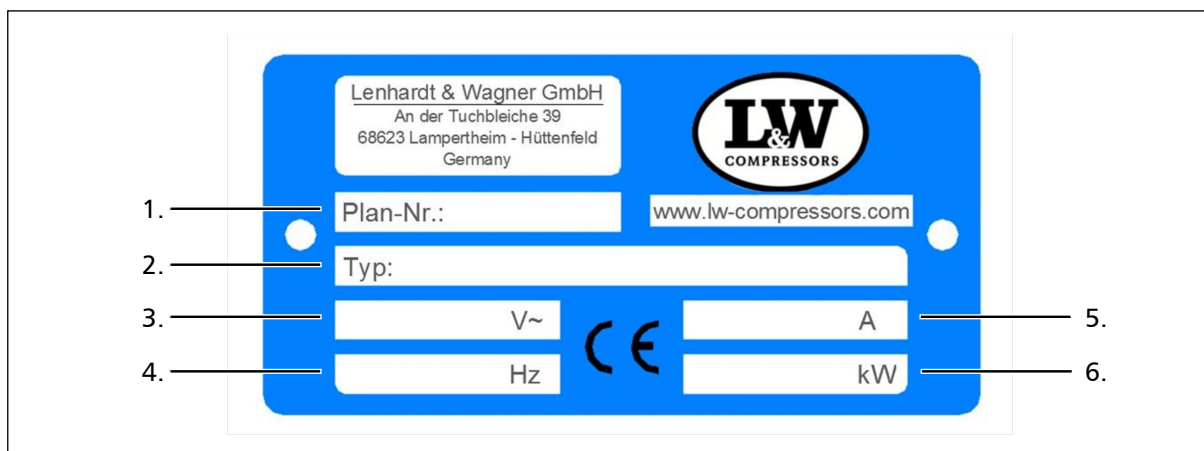 Lenhardt & Wagner GmbH
An der Tuchbleiche 39
68623 Lampertheim - Hüttenfeld
Germany
L&W
COMPRESSORS
1.
Plan-Nr.:
www.lw-compressors.com
2.
Typ:
3.
V~
CE
A
5.
4.
Hz
kW
6.